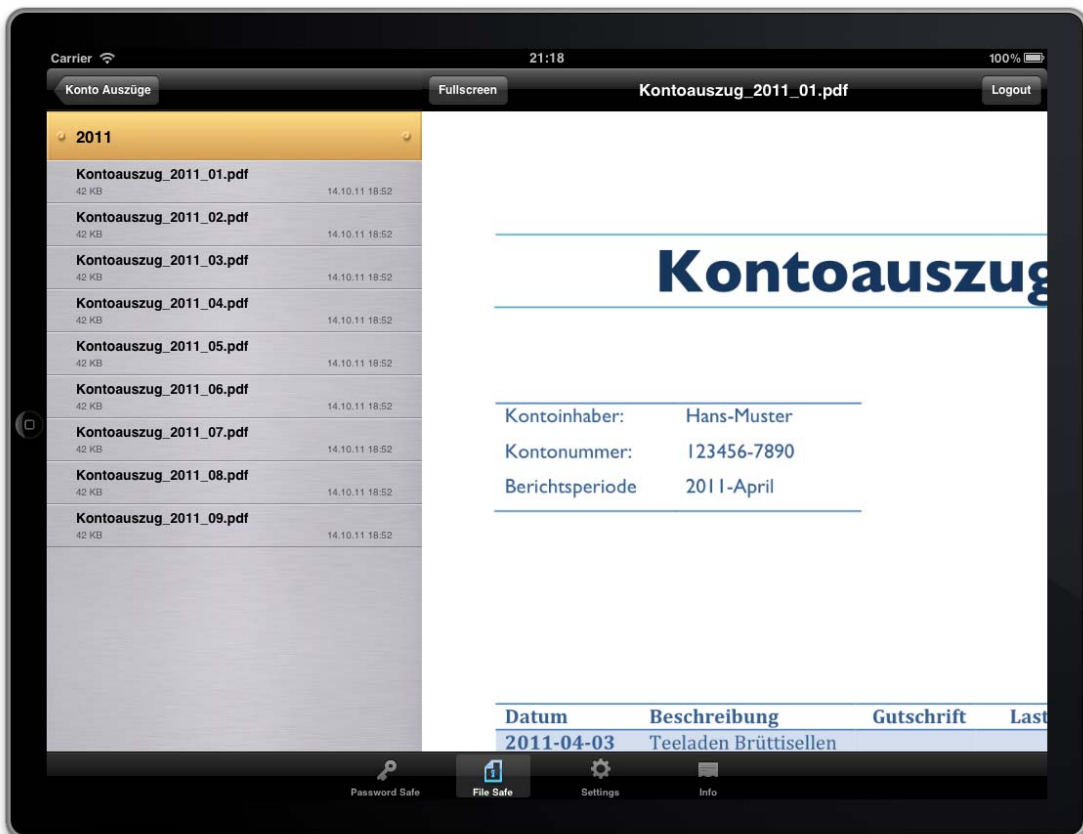 Carrier 21:18 100%
Konto Auszüge Fullscreen Kontoauszug_2011_01.pdf Logout
2011
Kontoauszug_2011_01.pdf
42 KB 14.10.11 18:52
Kontoauszug_2011_02.pdf
42 KB 14.10.11 18:52
Kontoauszug_2011_03.pdf
42 KB 14.10.11 18:52
Kontoauszug_2011_04.pdf
42 KB 14.10.11 18:52
Kontoauszug_2011_05.pdf
42 KB 14.10.11 18:52
Kontoauszug_2011_06.pdf
42 KB 14.10.11 18:52
Kontoauszug_2011_07.pdf
42 KB 14.10.11 18:52
Kontoauszug_2011_08.pdf
42 KB 14.10.11 18:52
Kontoauszug_2011_09.pdf
42 KB 14.10.11 18:52
Kontoauszug
Kontoinhaber: Hans-Muster
Kontonummer: 123456-7890
Berichtsperiode 2011-April
Datum Beschreibung Gutschrift Last
2011-04-03 Teeladen Brüttisellen
Password Safe File Safe Settings Info